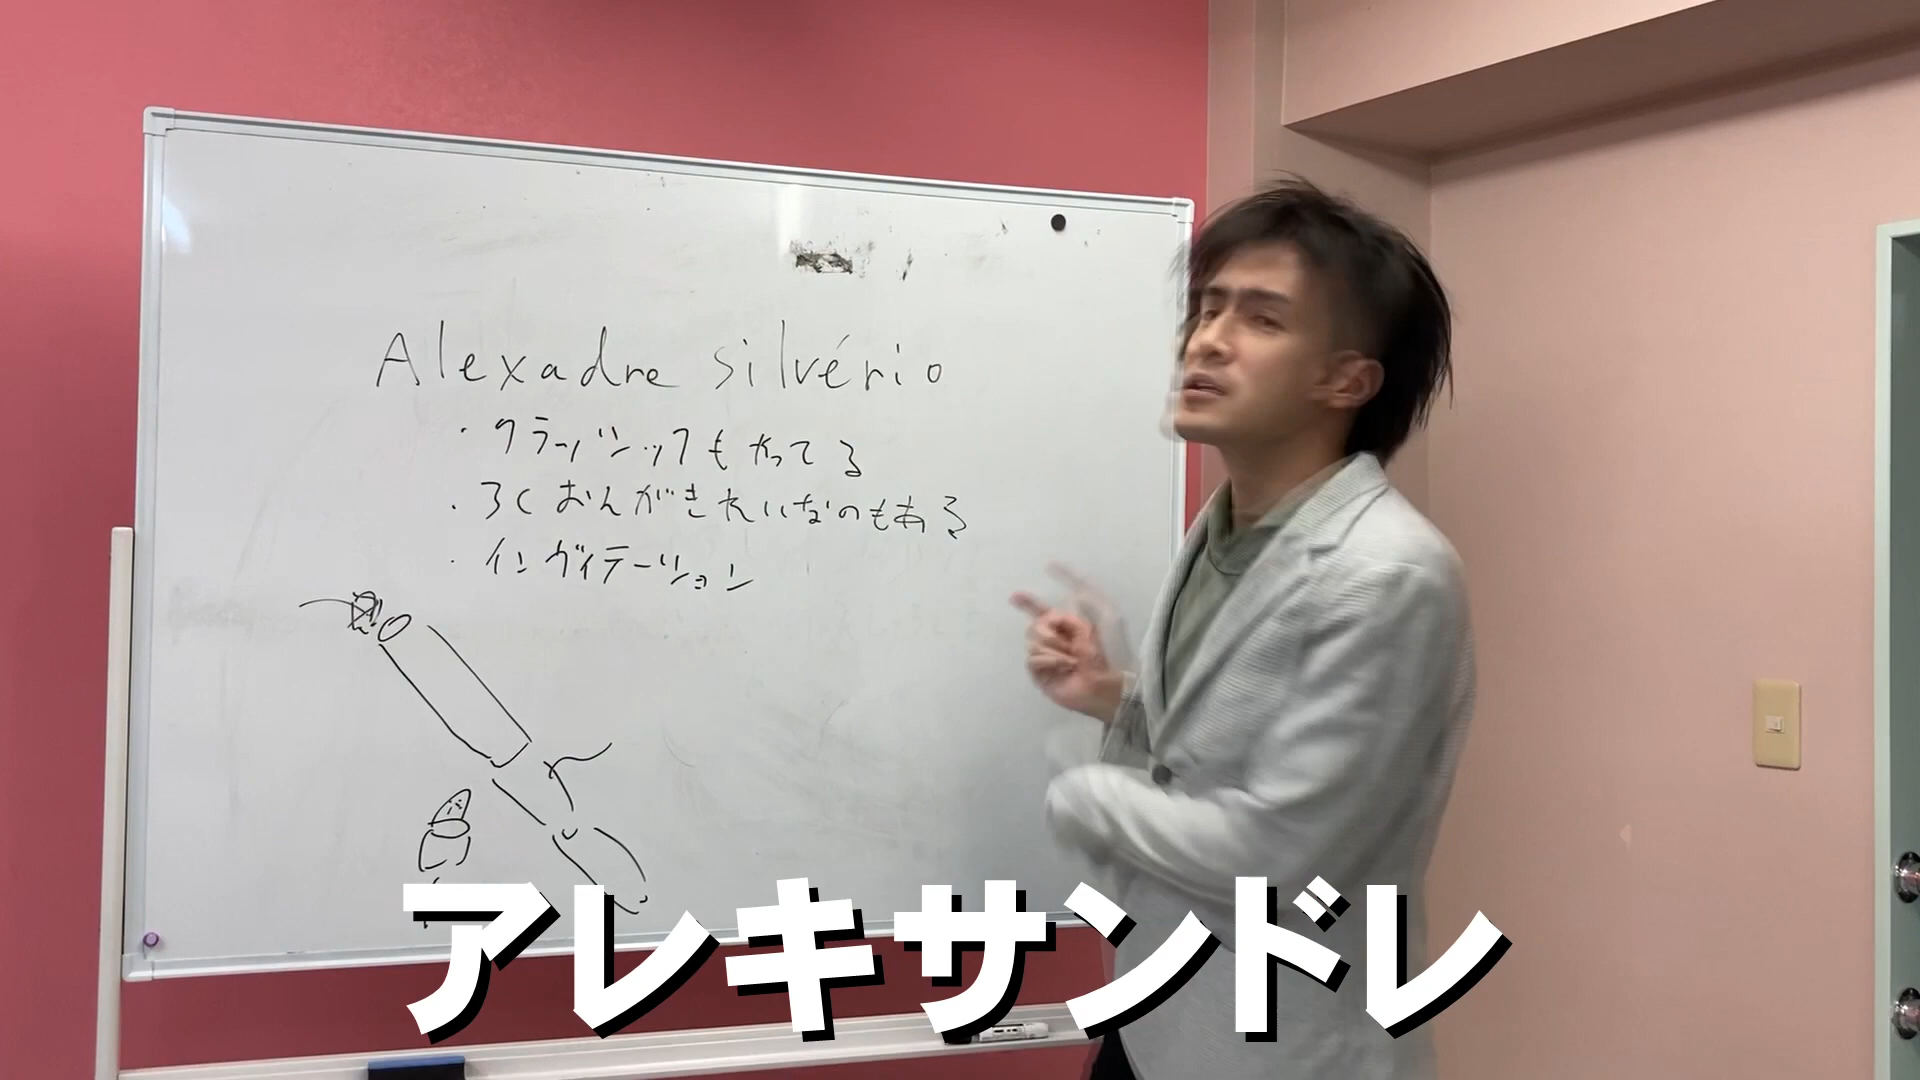 Alexadre silvério
・クラッシックもやってる
・ろくおんがきれいなのもある
・インヴィテーション
アレキサンドレ